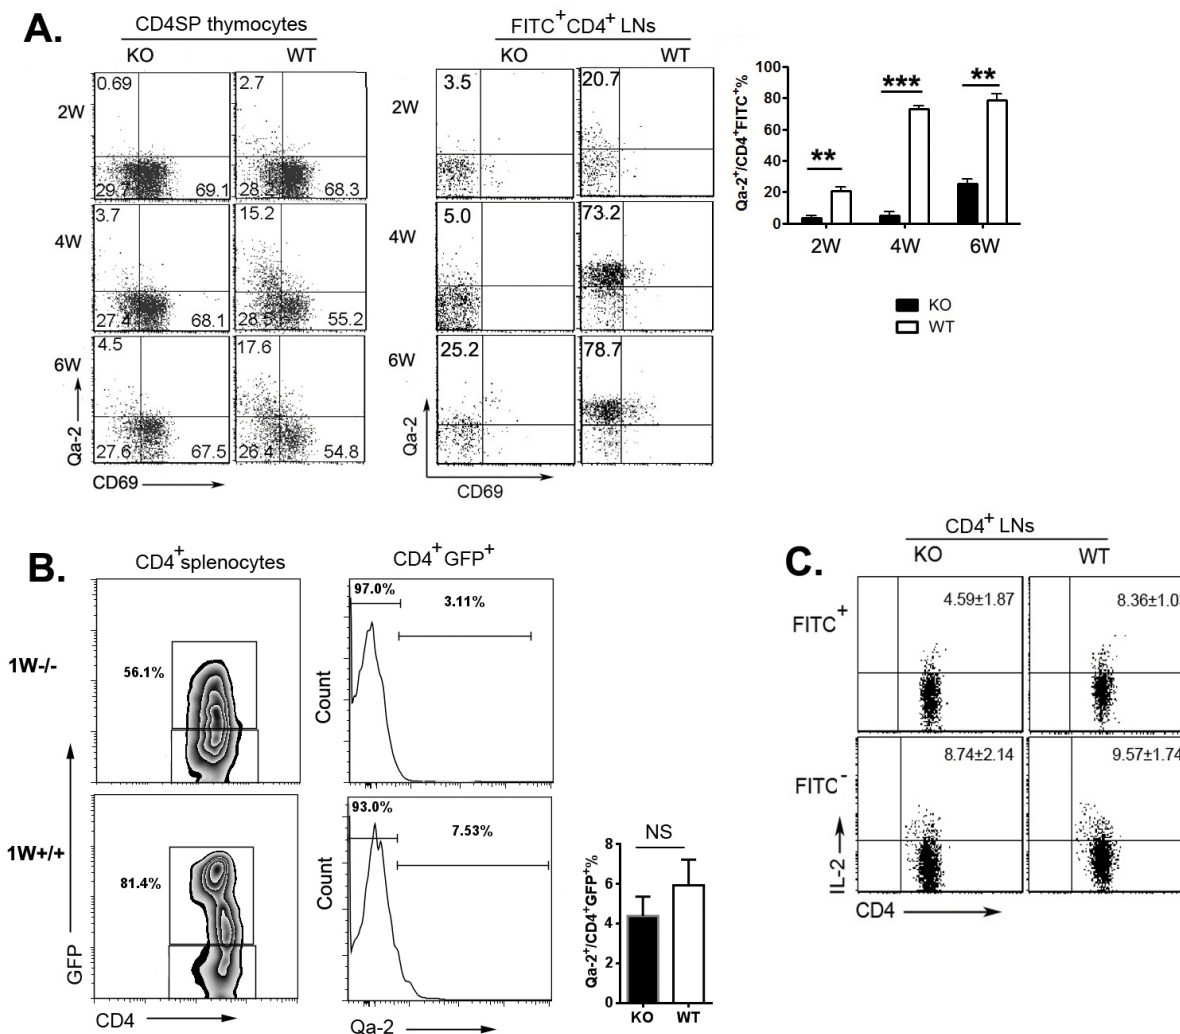 A.
CD4SP thymocytes
KO WT
FITC+CD4+ LNs
KO WT
2W
0.69 2.7
29.7 69.1 28.2 68.3
4W
3.7 15.2
27.4 68.1 28.5 55.2
6W
4.5 17.6
27.6 67.5 26.4 54.8
Qa-2
CD69
2W
3.5 20.7
4W
5.0 73.2
6W
25.2 78.7
Qa-2
CD69
Qa-2+/CD4+FITC+%
100
80
60
40
20
0
** *** **
2W 4W 6W
KO
WT
B.
CD4+splenocytes
CD4+GFP+
1W-/-
56.1%
97.0%
3.11%
Count
1W+/+
81.4%
93.0%
7.53%
Count
GFP
CD4
Qa-2
NS
Qa-2+/CD4+GFP+%
8
6
4
2
0
KO WT
C.
CD4+ LNs
KO WT
FITC+
4.59±1.87 8.36±1.03
FITC-
8.74±2.14 9.57±1.74
IL-2
CD4